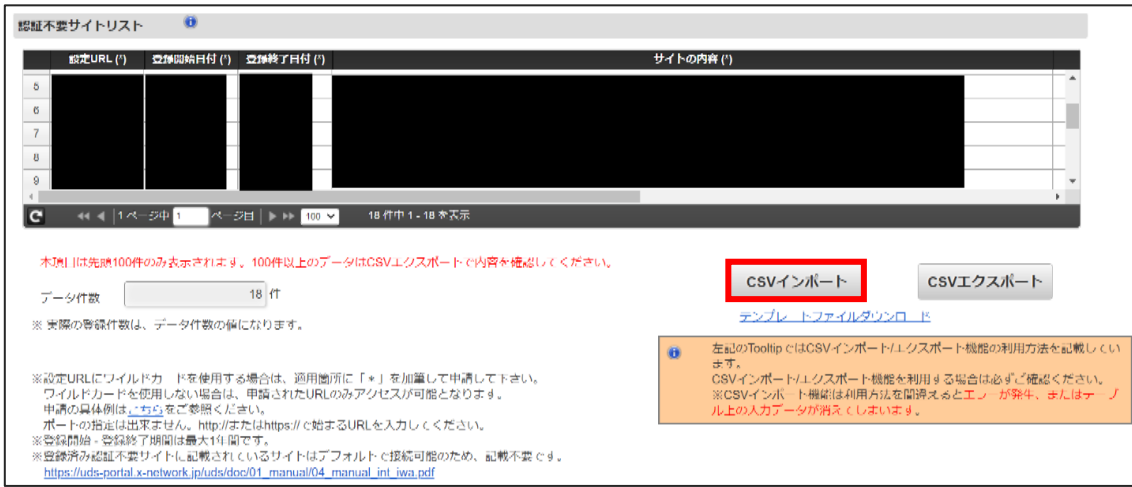 認証不要サイトリスト
設定URL (*) 登録開始日付 (*) 登録終了日付 (*) サイトの内容 (*)
5
6
7
8
9
1 ページ中 1 ページ目 100 18 件中 1 - 18 を表示
本項目は先頭100件のみ表示されます。100件以上のデータはCSVエクスポートで内容を確認してください。
データ件数 18 件
※ 実際の登録件数は、データ件数の値になります。
CSVインポート CSVエクスポート
テンプレートファイルダウンロード
左記のTooltipではCSVインポート/エクスポート機能の利用方法を記載しています。
CSVインポート/エクスポート機能を利用する場合は必ずご確認ください。
※CSVインポート機能は利用方法を間違えるとエラーが発生、またはテーブル上の入力データが消えてしまいます。
※設定URLにワイルドカードを使用する場合は、適用箇所に「*」を加筆して申請して下さい。
ワイルドカードを使用しない場合は、申請されたURLのみアクセスが可能となります。
申請の具体例はこちらをご参照ください。
ポートの指定は出来ません。http://またはhttps://で始まるURLを入力してください。
※登録開始 - 登録終了期間は最大1年間です。
※登録済み認証不要サイトに記載されているサイトはデフォルトで接続可能のため、記載不要です。
https://uds-portal.x-network.jp/uds/doc/01_manual/04_manual_int_iwa.pdf